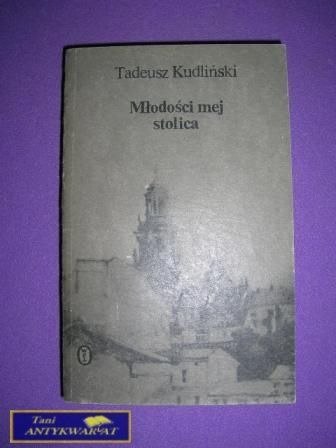 Tadeusz Kudliński
Młodości mej
stolica
Tani
ANTYKWARIAT